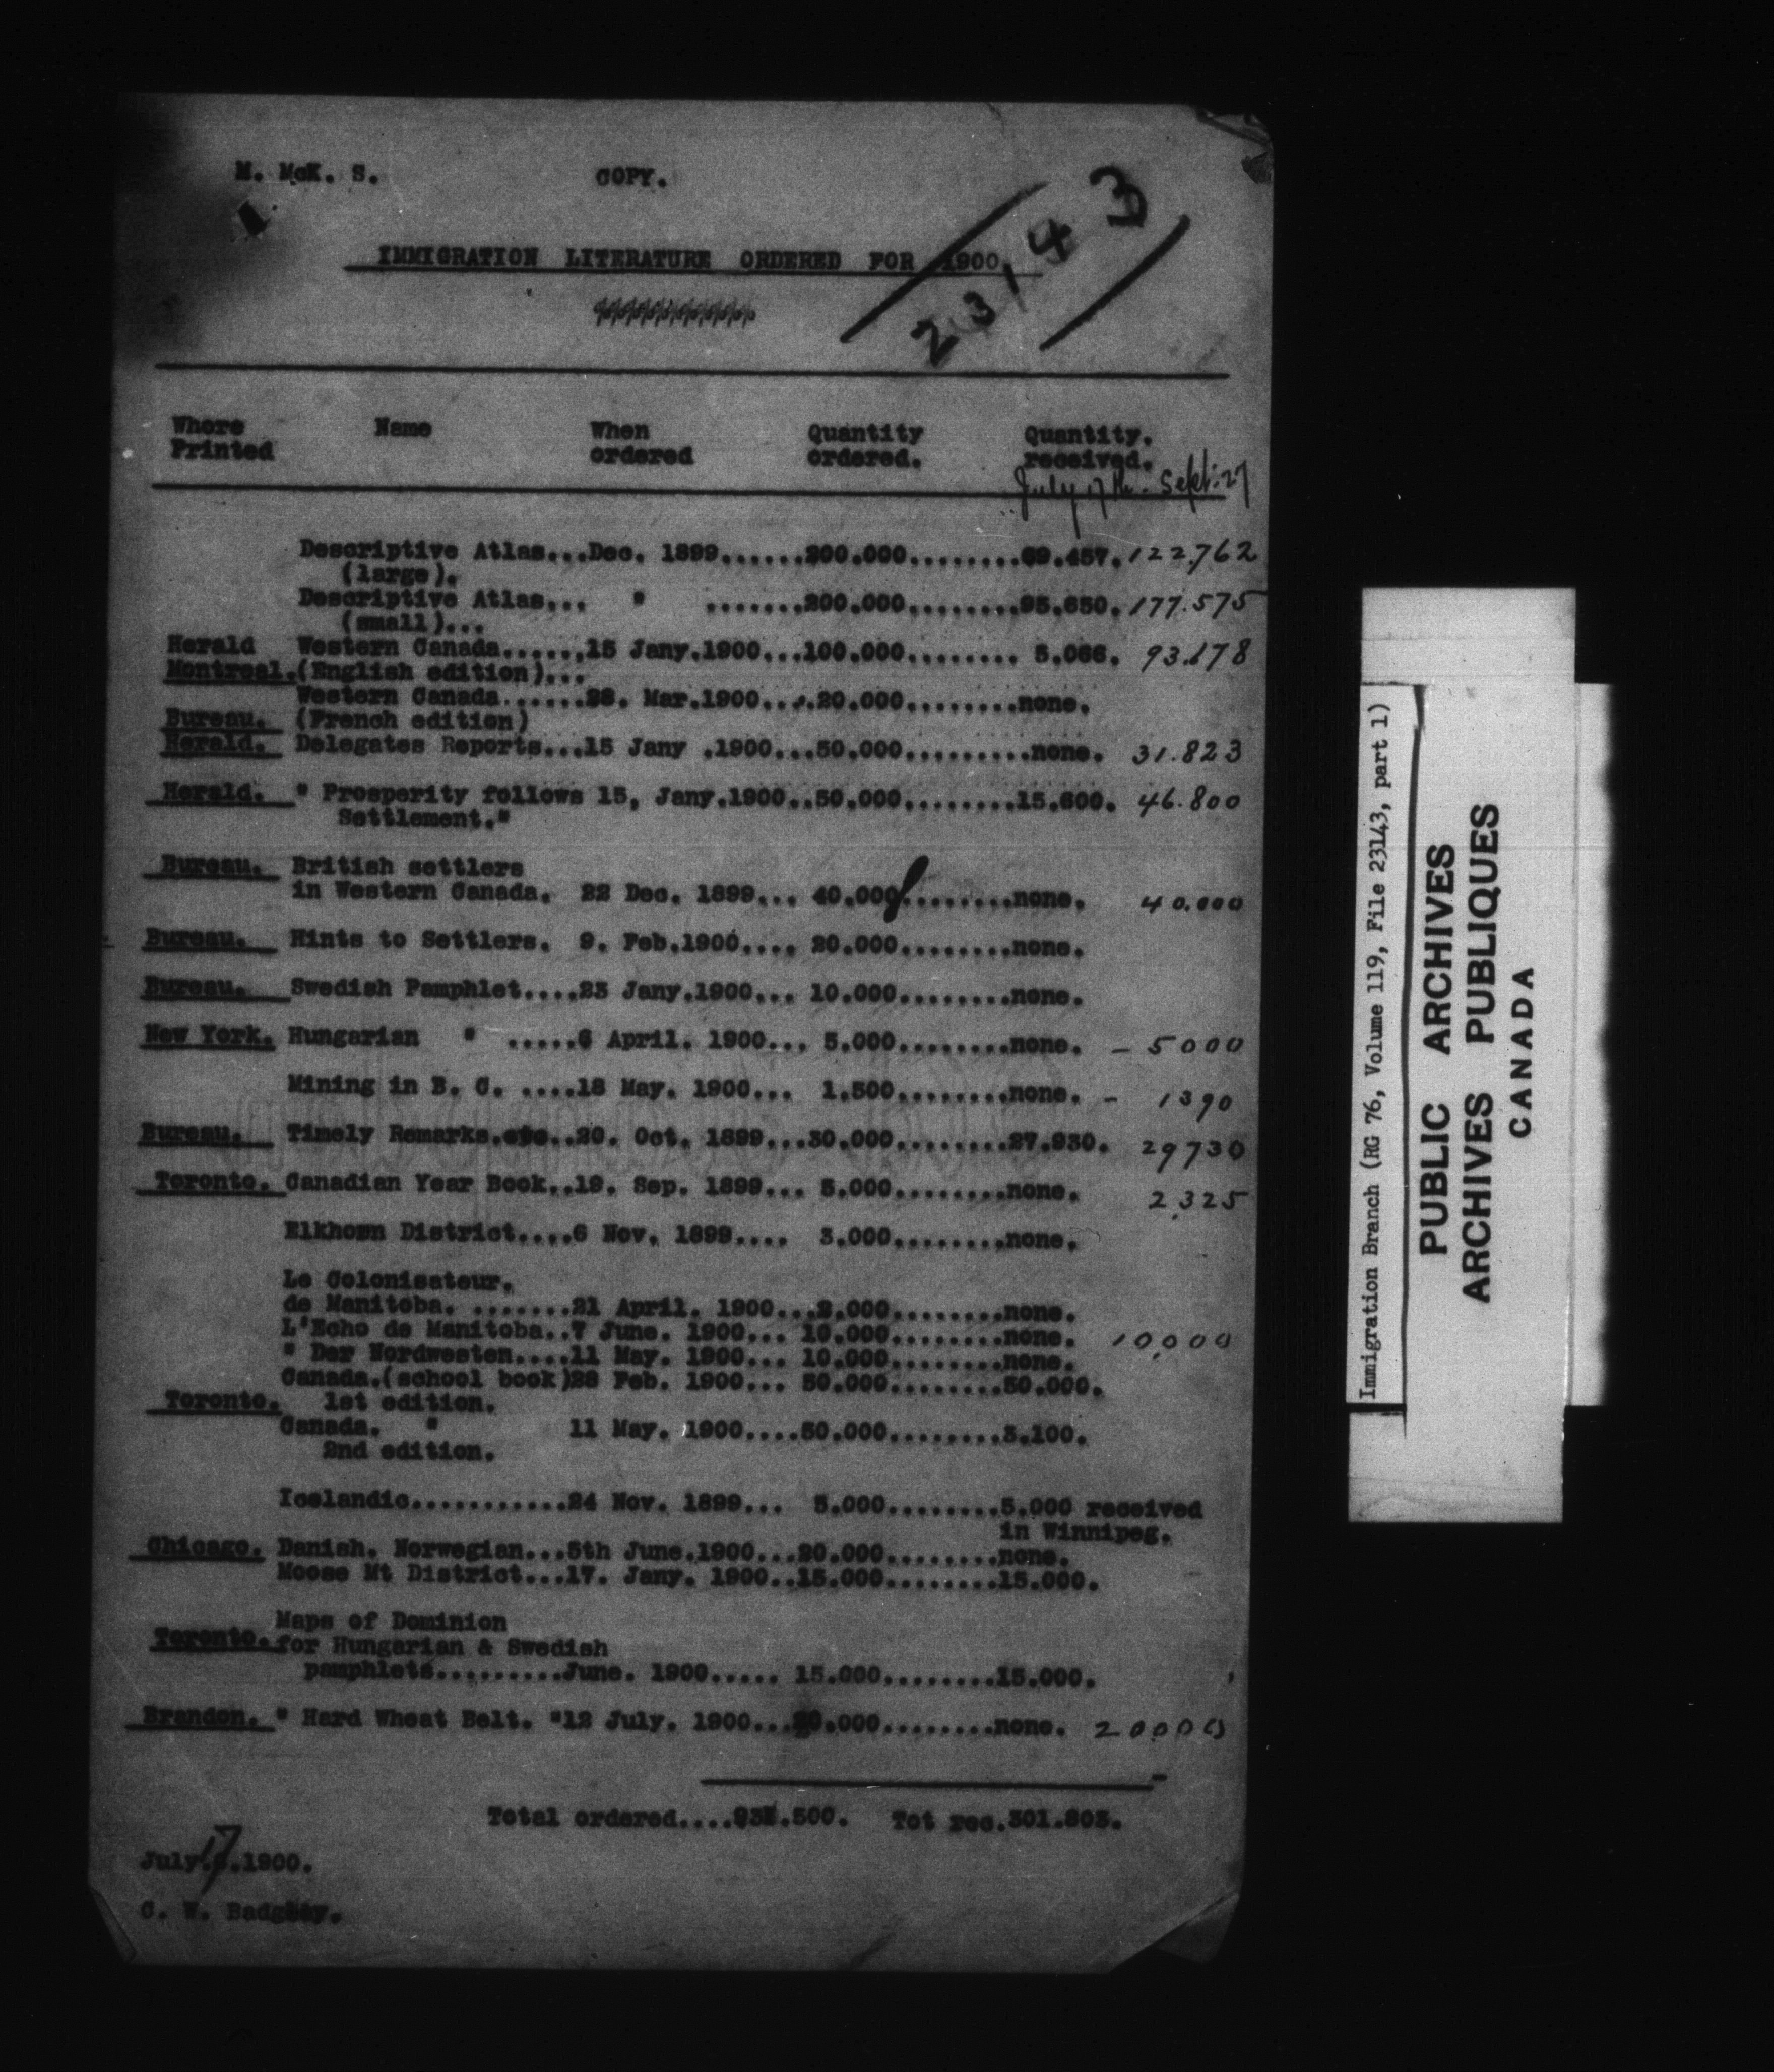 M. McK. S. COPY.
23143
IMMIGRATION LITERATURE ORDERED FOR 1900.
Where Name When Quantity Quantity.
Printed ordered ordered. received.
July 17th. Sept: 27
Descriptive Atlas...Dec. 1899......200.000........69.457. 122.762
(large).
Descriptive Atlas... " .......200.000........95.650. 177.575
(small)...
Herald Western Canada......,15 Jany.1900...100.000........ 5.066. 93.178
Montreal.(English edition)...
Western Canada......28. Mar.1900....20.000........none.
Bureau. (French edition)
Herald. Delegates Reports...15 Jany .1900...50.000.........none. 31.823
Herald. " Prosperity follows 15, Jany.1900..50.000........15.600. 46.800
Settlement."
Bureau. British settlers
in Western Canada. 22 Dec. 1899... 40.000.........none. 40.000
Bureau. Hints to Settlers. 9. Feb.1900.... 20.000........none.
Bureau. Swedish Pamphlet....23 Jany.1900... 10.000........none.
New York. Hungarian " .....6 April. 1900... 5.000........none. - 5000
Mining in B. C. ....18 May. 1900... 1.500........none. - 1390
Bureau. Timely Remarks.etc..20. Oct. 1899...30.000........27.930. 29730
Toronto. Canadian Year Book..19. Sep. 1899... 5.000........none. 2.325
Elkhorn District....6 Nov. 1899.... 3.000........none.
Le Colonisateur.
de Manitoba. .......21 April. 1900...2.000........none.
L'Echo de Manitoba..7 June. 1900... 10.000........none. 10.000
" Der Nordwesten....11 May. 1900... 10.000........none.
Canada.(school book)28 Feb. 1900... 50.000........50.000.
Toronto. 1st edition.
Canada. " 11 May. 1900....50.000........3.100.
2nd edition.
Icelandic...........24 Nov. 1899... 5.000........5.000 received
in Winnipeg.
Chicago. Danish. Norwegian...5th June.1900...20.000........none.
Moose Mt District...17. Jany. 1900..15.000........15.000.
Maps of Dominion
Toronto. for Hungarian & Swedish
pamphlets.........June. 1900..... 15.000........15.000.
Brandon. " Hard Wheat Belt. "12 July. 1900...20.000........none. 20000
Total ordered.... Tot rec.301.803.
July 17.1900.
C. W. Badgley.
Immigration Branch (RG 76, Volume 119, File 23143, part 1)
PUBLIC ARCHIVES
ARCHIVES PUBLIQUES
CANADA